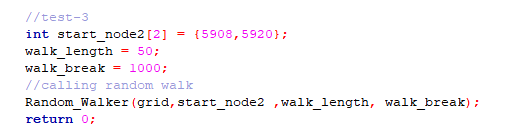 //test-3
int start_node2[2] = {5908,5920};
walk_length = 50;
walk_break = 1000;
//calling random walk
Random_Walker(grid,start_node2 ,walk_length, walk_break);
return 0;